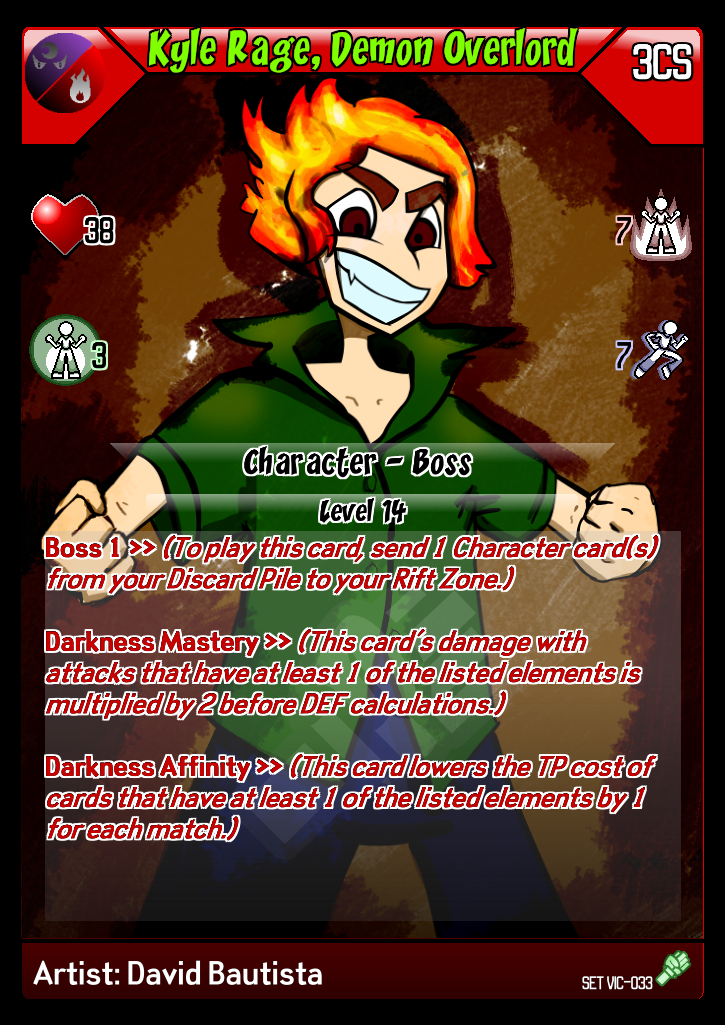 Kyle Rage, Demon Overlord
3CS
38
7
3
7
Character - Boss
Level 14
Boss 1 >> (To play this card, send 1 Character card(s)
from your Discard Pile to your Rift Zone.)
Darkness Mastery >> (This card's damage with
attacks that have at least 1 of the listed elements is
multiplied by 2 before DEF calculations.)
Darkness Affinity >> (This card lowers the TP cost of
cards that have at least 1 of the listed elements by 1
for each match.)
Artist: David Bautista
SET VIC-033